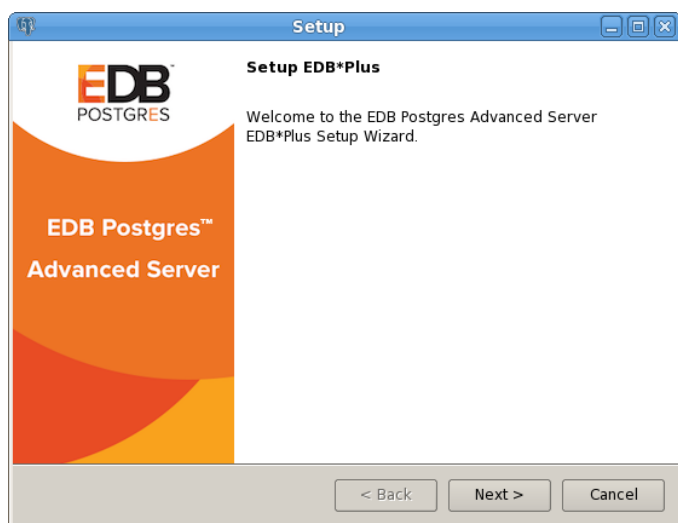 Setup
EDB™
POSTGRES
EDB Postgres™
Advanced Server
Setup EDB*Plus
Welcome to the EDB Postgres Advanced Server
EDB*Plus Setup Wizard.
< Back
Next >
Cancel